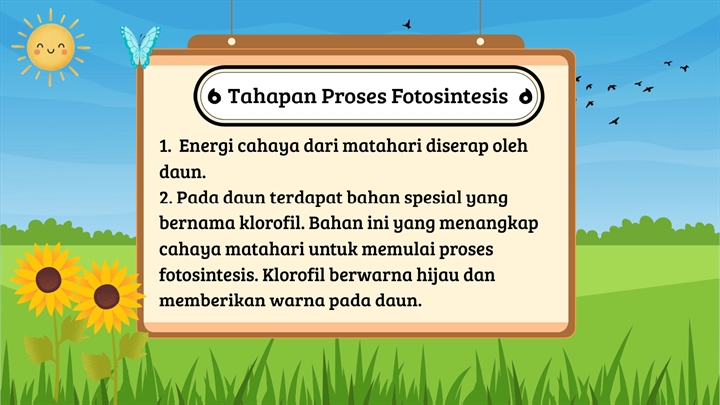 Tahapan Proses Fotosintesis
1. Energi cahaya dari matahari diserap oleh
daun.
2. Pada daun terdapat bahan spesial yang
bernama klorofil. Bahan ini yang menangkap
cahaya matahari untuk memulai proses
fotosintesis. Klorofil berwarna hijau dan
memberikan warna pada daun.